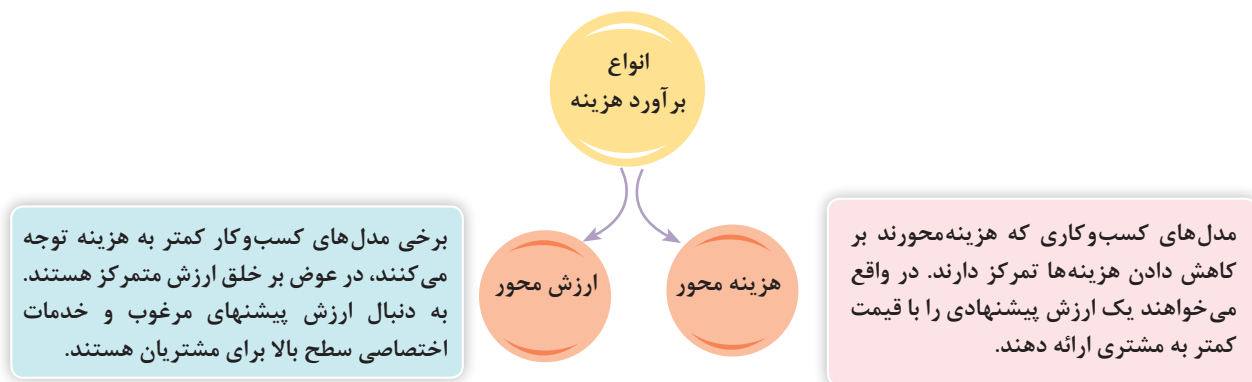 انواع
برآورد هزینه
هزینه محور
ارزش محور
مدل‌های کسب‌وکاری که هزینه‌محورند بر
کاهش دادن هزینه‌ها تمرکز دارند. در واقع
می‌خواهند یک ارزش پیشنهادی را با قیمت
کمتر به مشتری ارائه دهند.
برخی مدل‌های کسب‌وکار کمتر به هزینه توجه
می‌کنند، در عوض بر خلق ارزش متمرکز هستند.
به دنبال ارزش پیشنهای مرغوب و خدمات
اختصاصی سطح بالا برای مشتریان هستند.